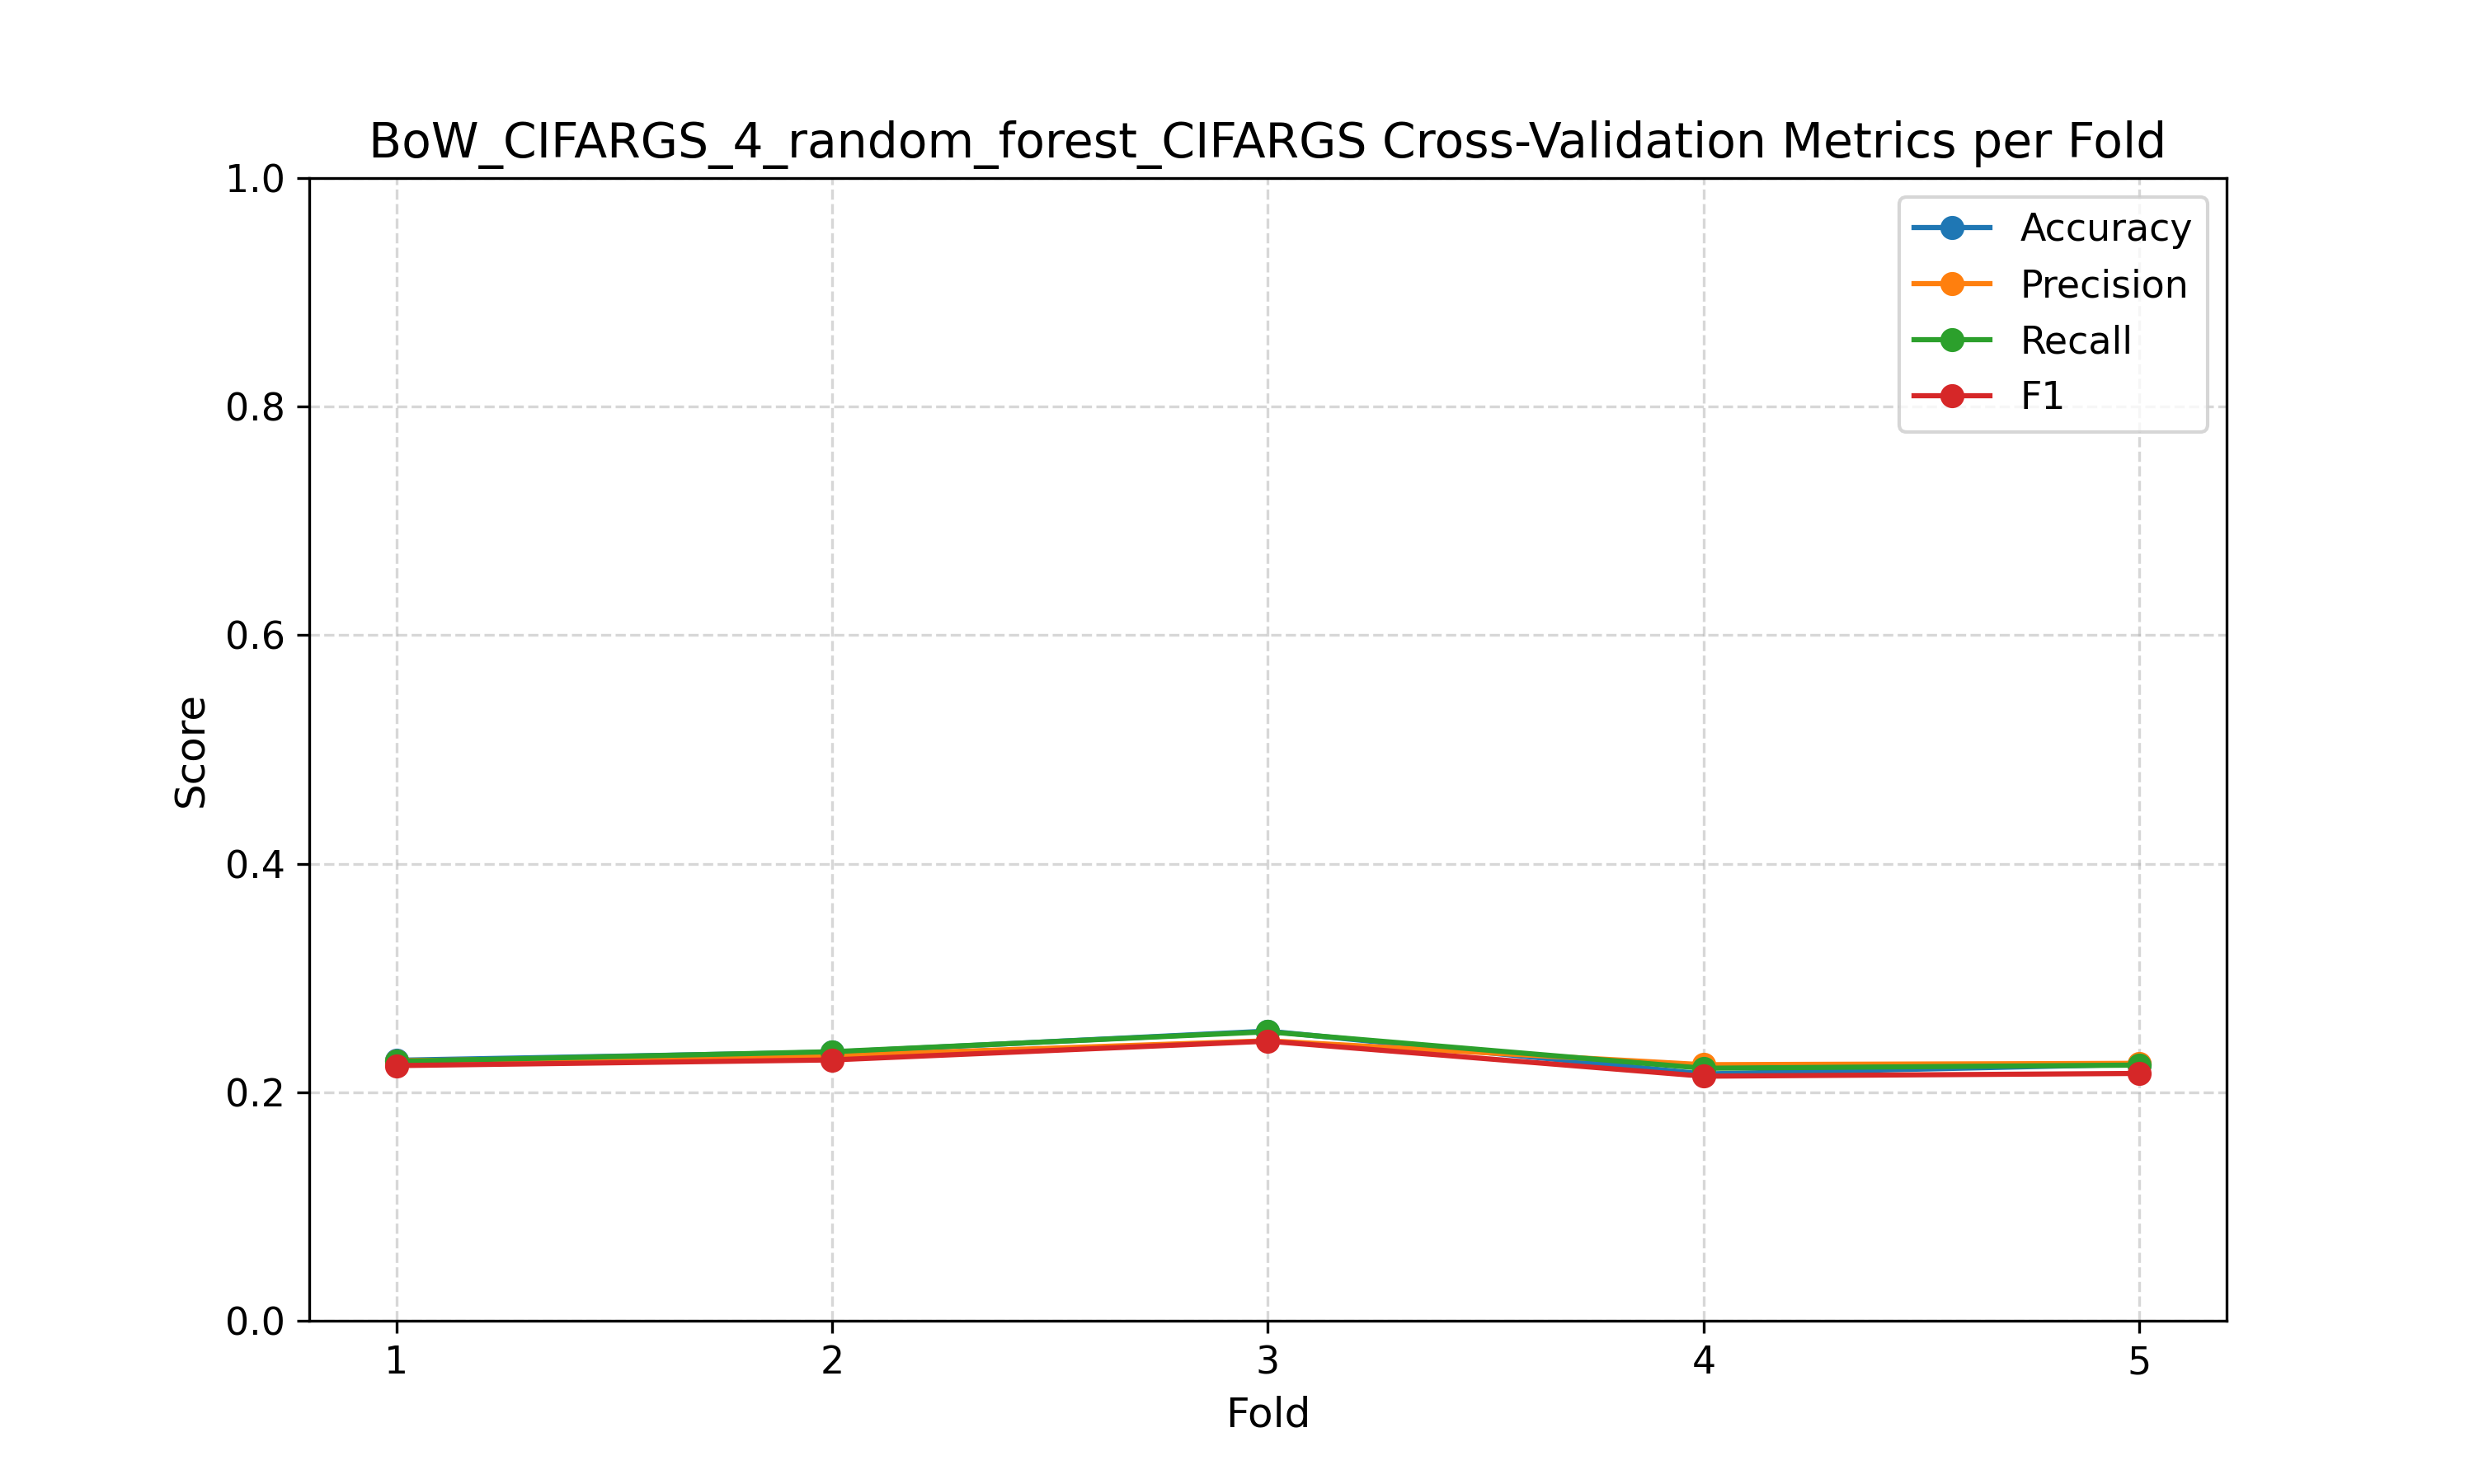 BoW_CIFARGS_4_random_forest_CIFARGS Cross-Validation Metrics per Fold
1.0
0.8
0.6
0.4
0.2
0.0
Score
Accuracy
Precision
Recall
F1
1 2 3 4 5
Fold